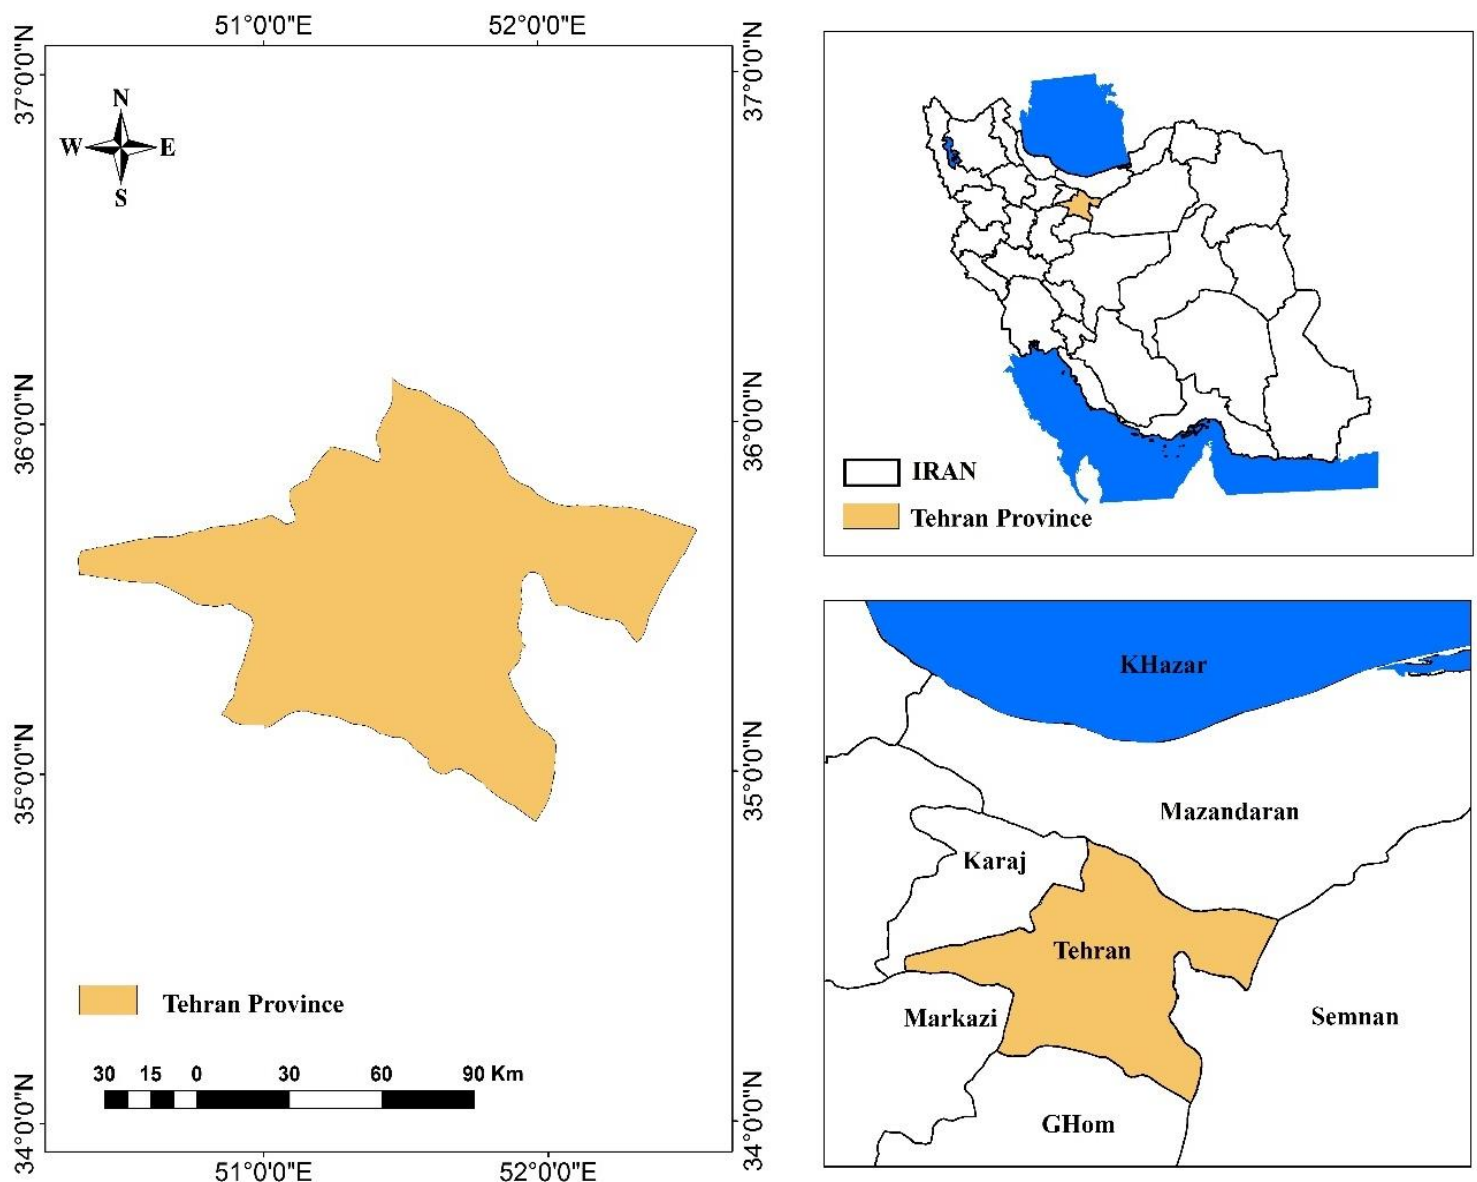 51°0'0"E
52°0'0"E
37°0'0"N
37°0'0"N
N
W
E
S
36°0'0"N
36°0'0"N
35°0'0"N
35°0'0"N
Tehran Province
30 15 0 30 60 90 Km
34°0'0"N
34°0'0"N
51°0'0"E
52°0'0"E
IRAN
Tehran Province
KHazar
Mazandaran
Karaj
Tehran
Markazi
Semnan
GHom